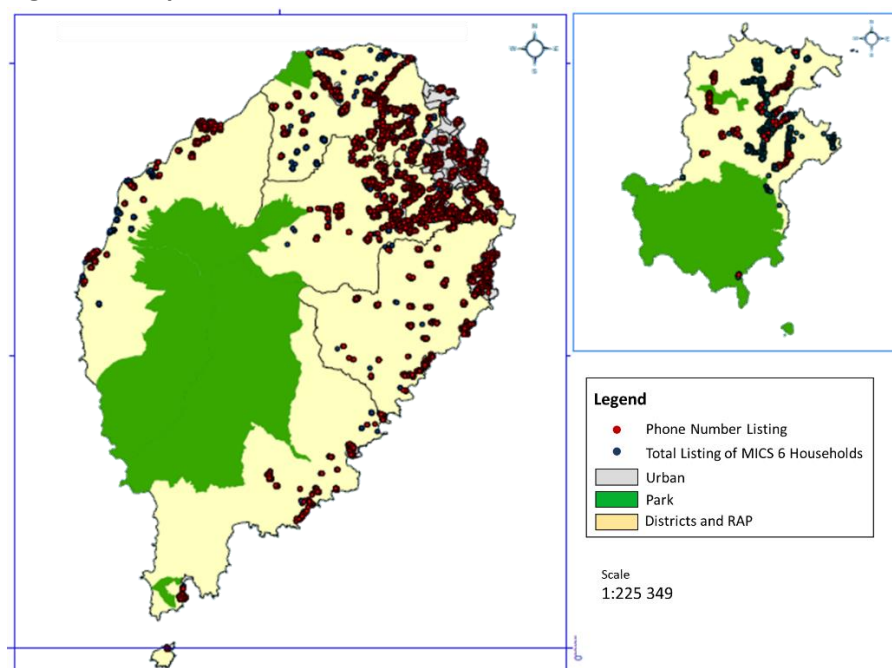 N
W
E
S
N
W
E
S
Legend
Phone Number Listing
Total Listing of MICS 6 Households
Urban
Park
Districts and RAP
Scale
1:225 349